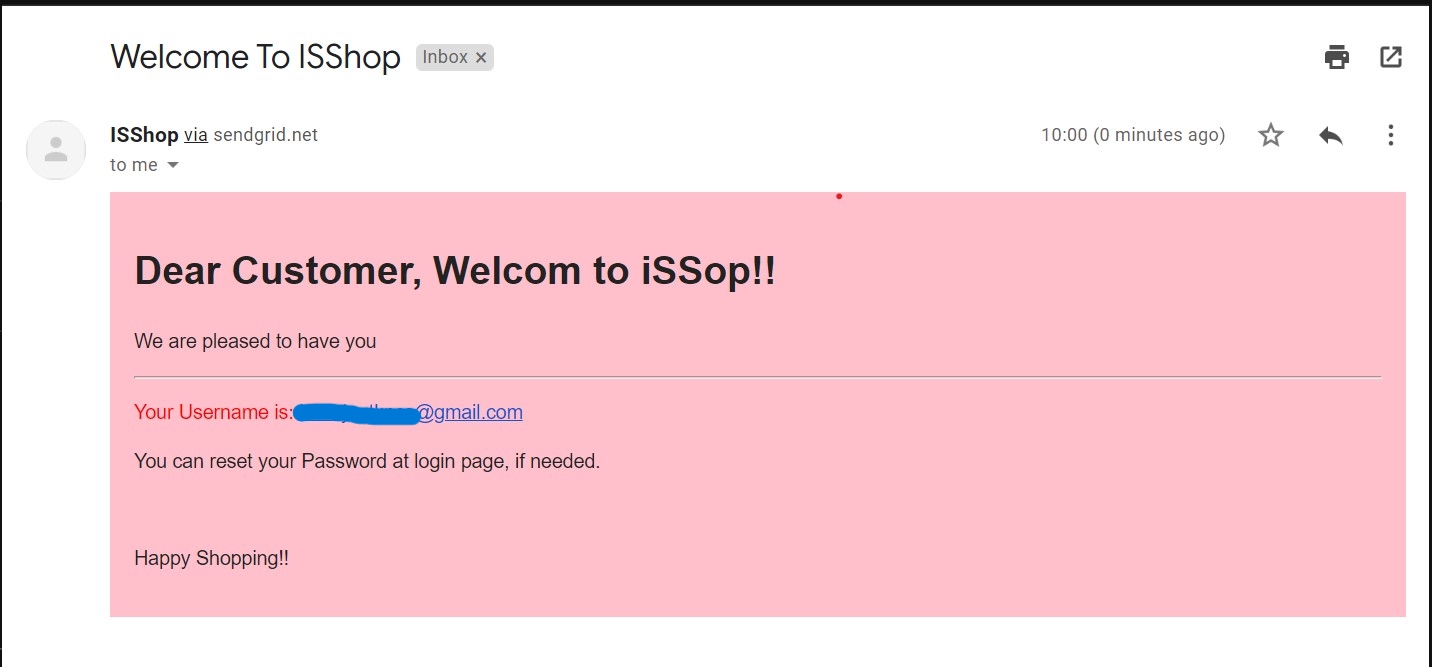 Welcome To ISShop Inbox x
ISShop via sendgrid.net 10:00 (0 minutes ago)
to me
Dear Customer, Welcom to iSSop!!
We are pleased to have you
Your Username is: @gmail.com
You can reset your Password at login page, if needed.
Happy Shopping!!